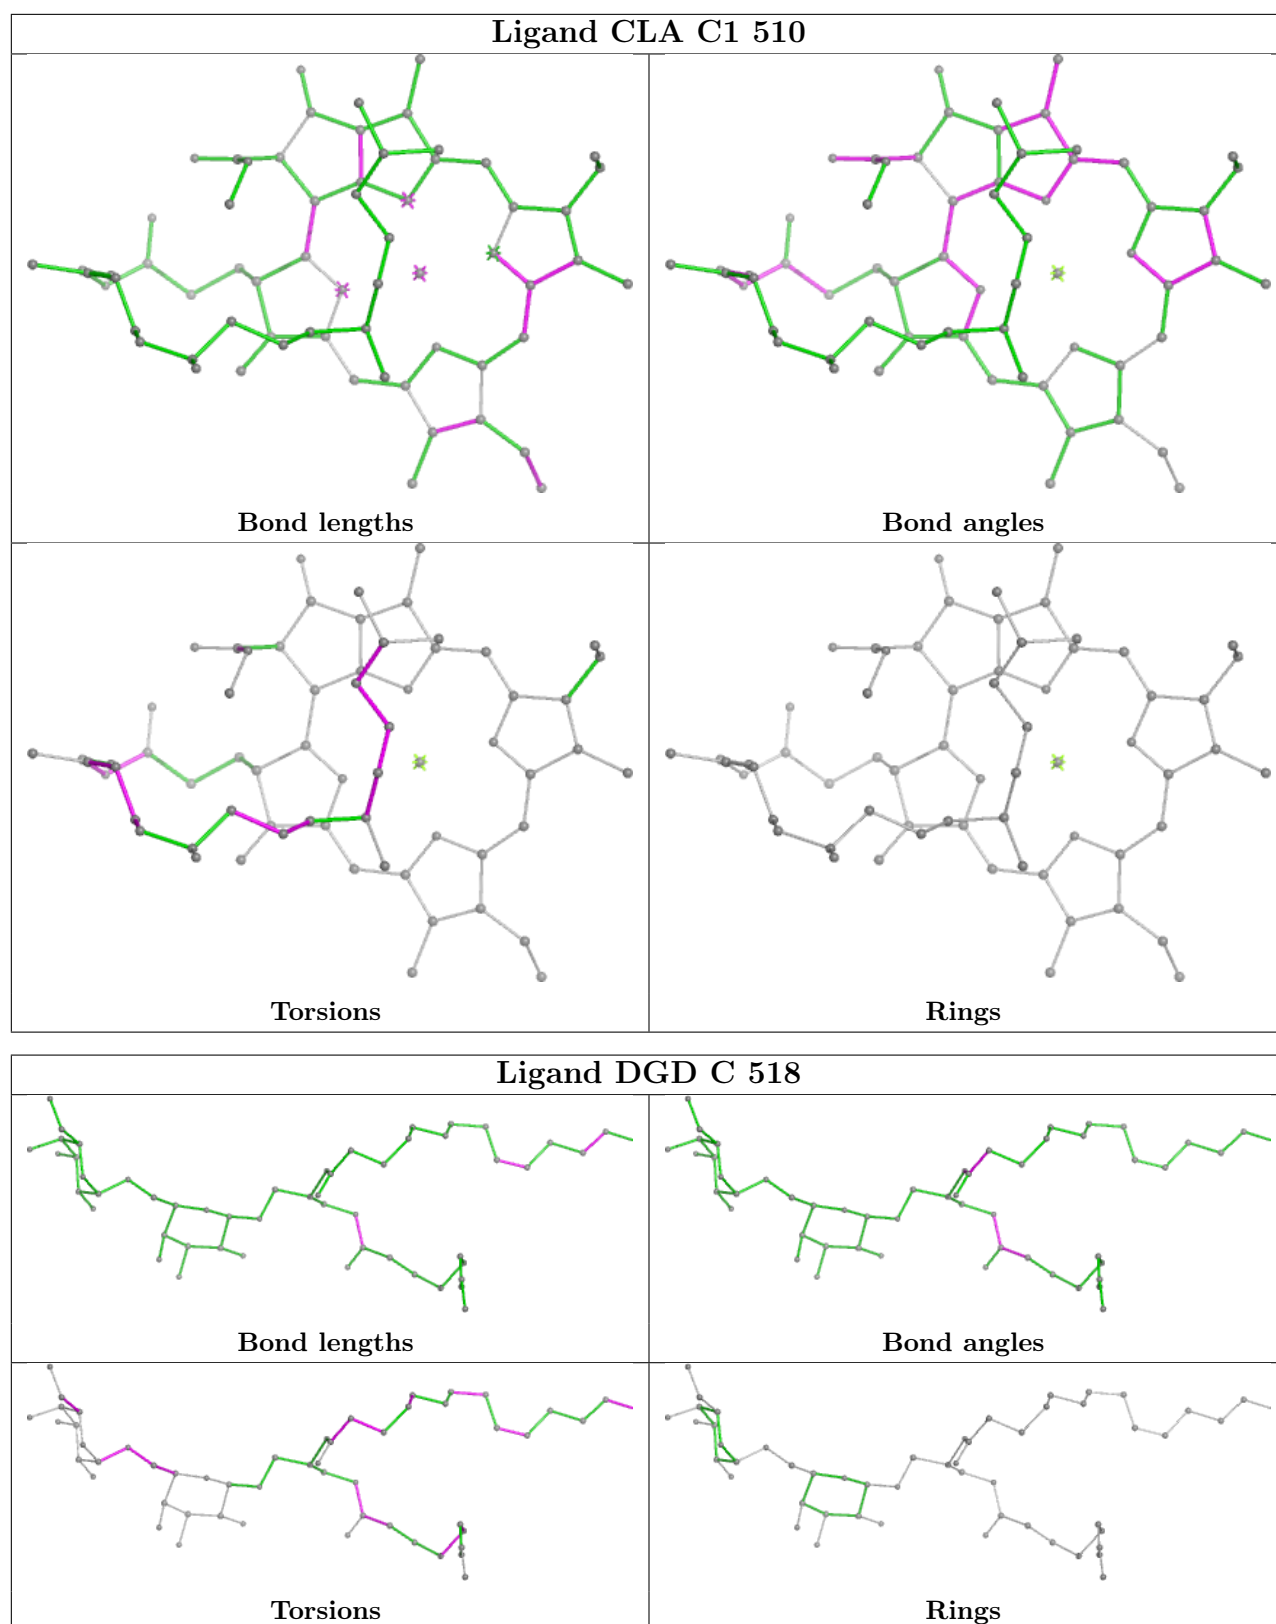 Ligand CLA C1 510
Bond lengths
Bond angles
Torsions
Rings
Ligand DGD C 518
Bond lengths
Bond angles
Torsions
Rings